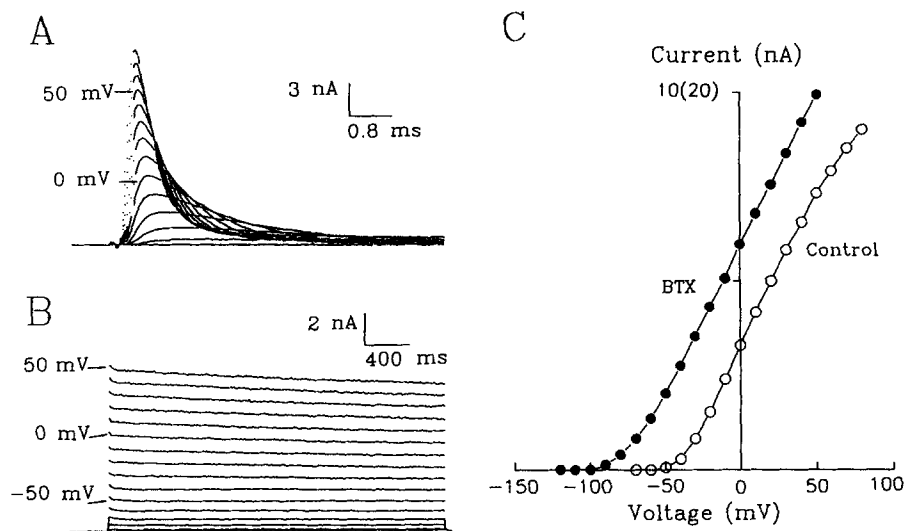 A
50 mV
0 mV
3 nA
0.8 ms
B
50 mV
0 mV
−50 mV
2 nA
400 ms
C
Current (nA)
10(20)
BTX
Control
−150
−100
−50
0
50
100
Voltage (mV)